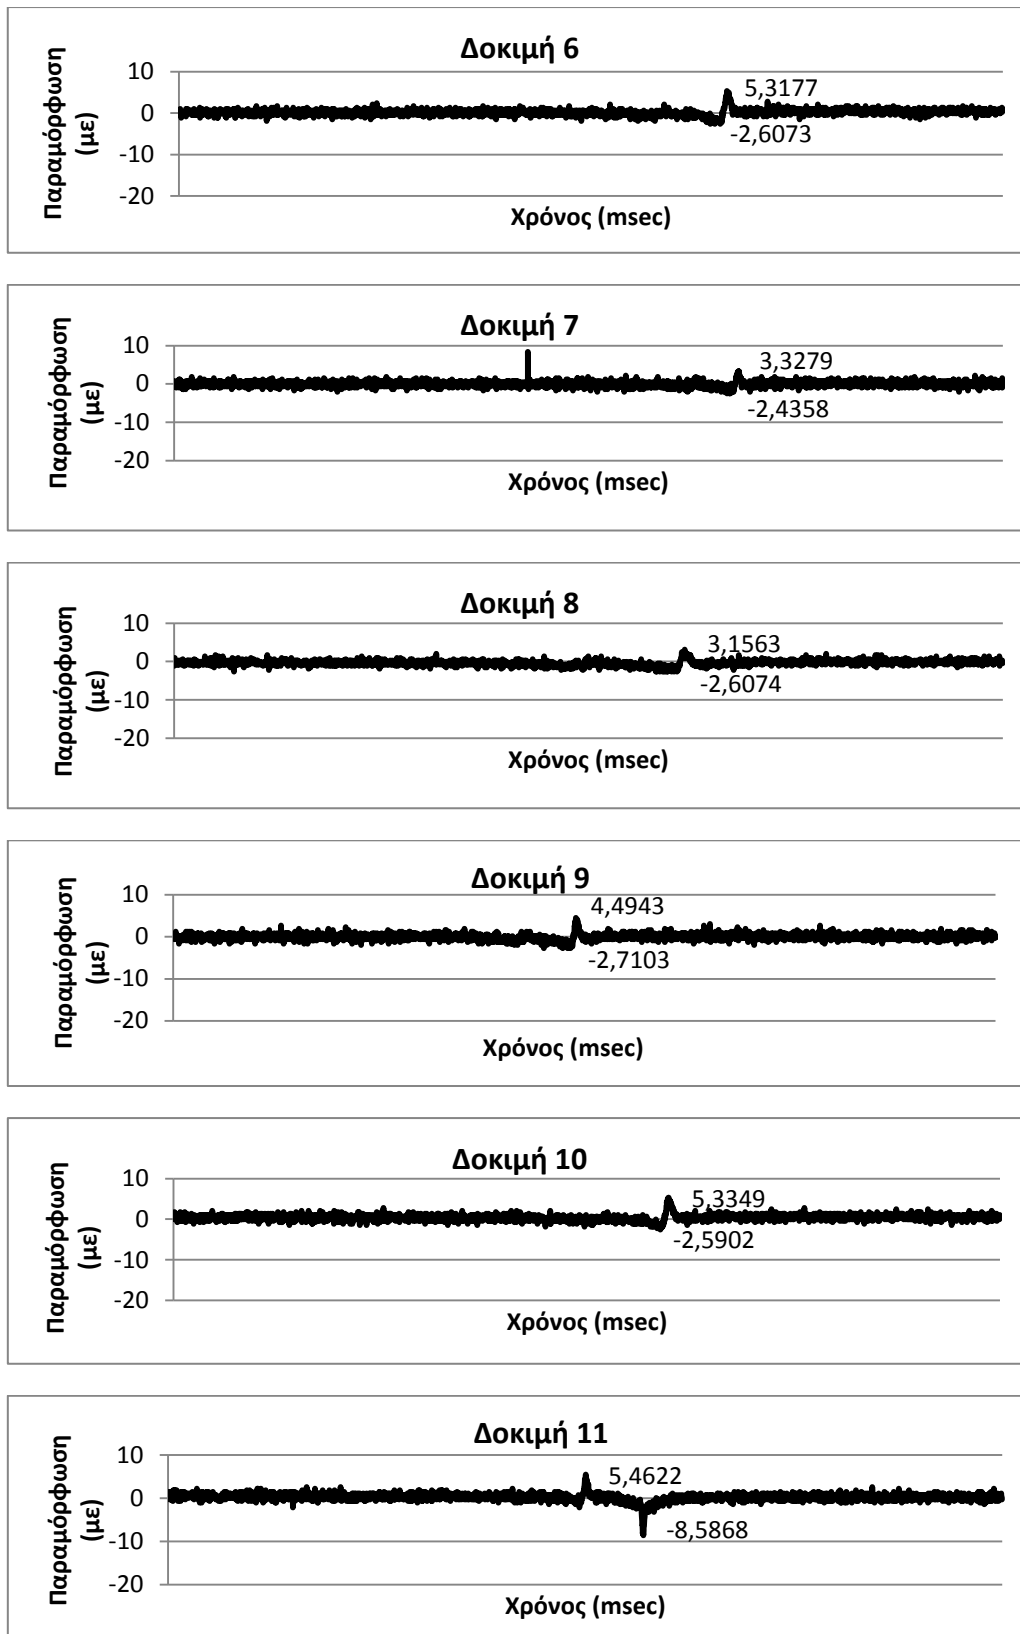 Δοκιμή 6
Παραμόρφωση
(με)
10
0
-10
-20
5,3177
-2,6073
Χρόνος (msec)
Δοκιμή 7
Παραμόρφωση
(με)
10
0
-10
-20
3,3279
-2,4358
Χρόνος (msec)
Δοκιμή 8
Παραμόρφωση
(με)
10
0
-10
-20
3,1563
-2,6074
Χρόνος (msec)
Δοκιμή 9
Παραμόρφωση
(με)
10
0
-10
-20
4,4943
-2,7103
Χρόνος (msec)
Δοκιμή 10
Παραμόρφωση
(με)
10
0
-10
-20
5,3349
-2,5902
Χρόνος (msec)
Δοκιμή 11
Παραμόρφωση
(με)
10
0
-10
-20
5,4622
-8,5868
Χρόνος (msec)